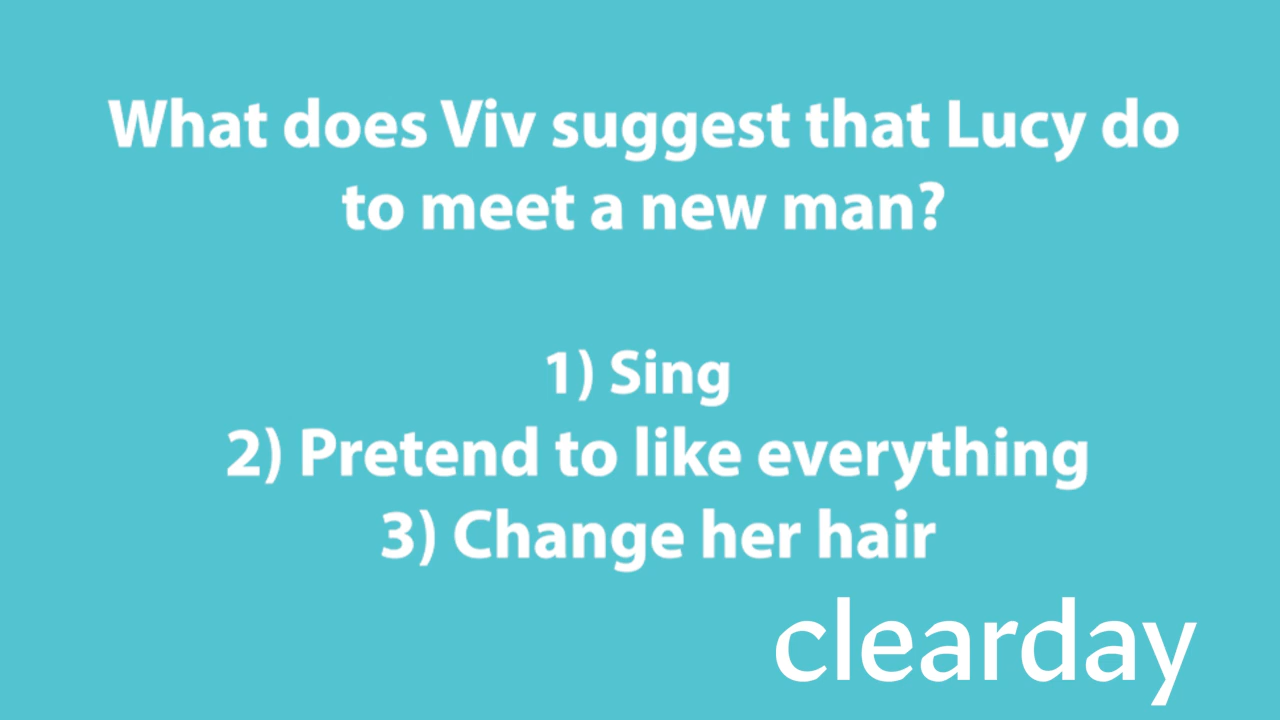 What does Viv suggest that Lucy do
to meet a new man?
1) Sing
2) Pretend to like everything
3) Change her hair
clearday